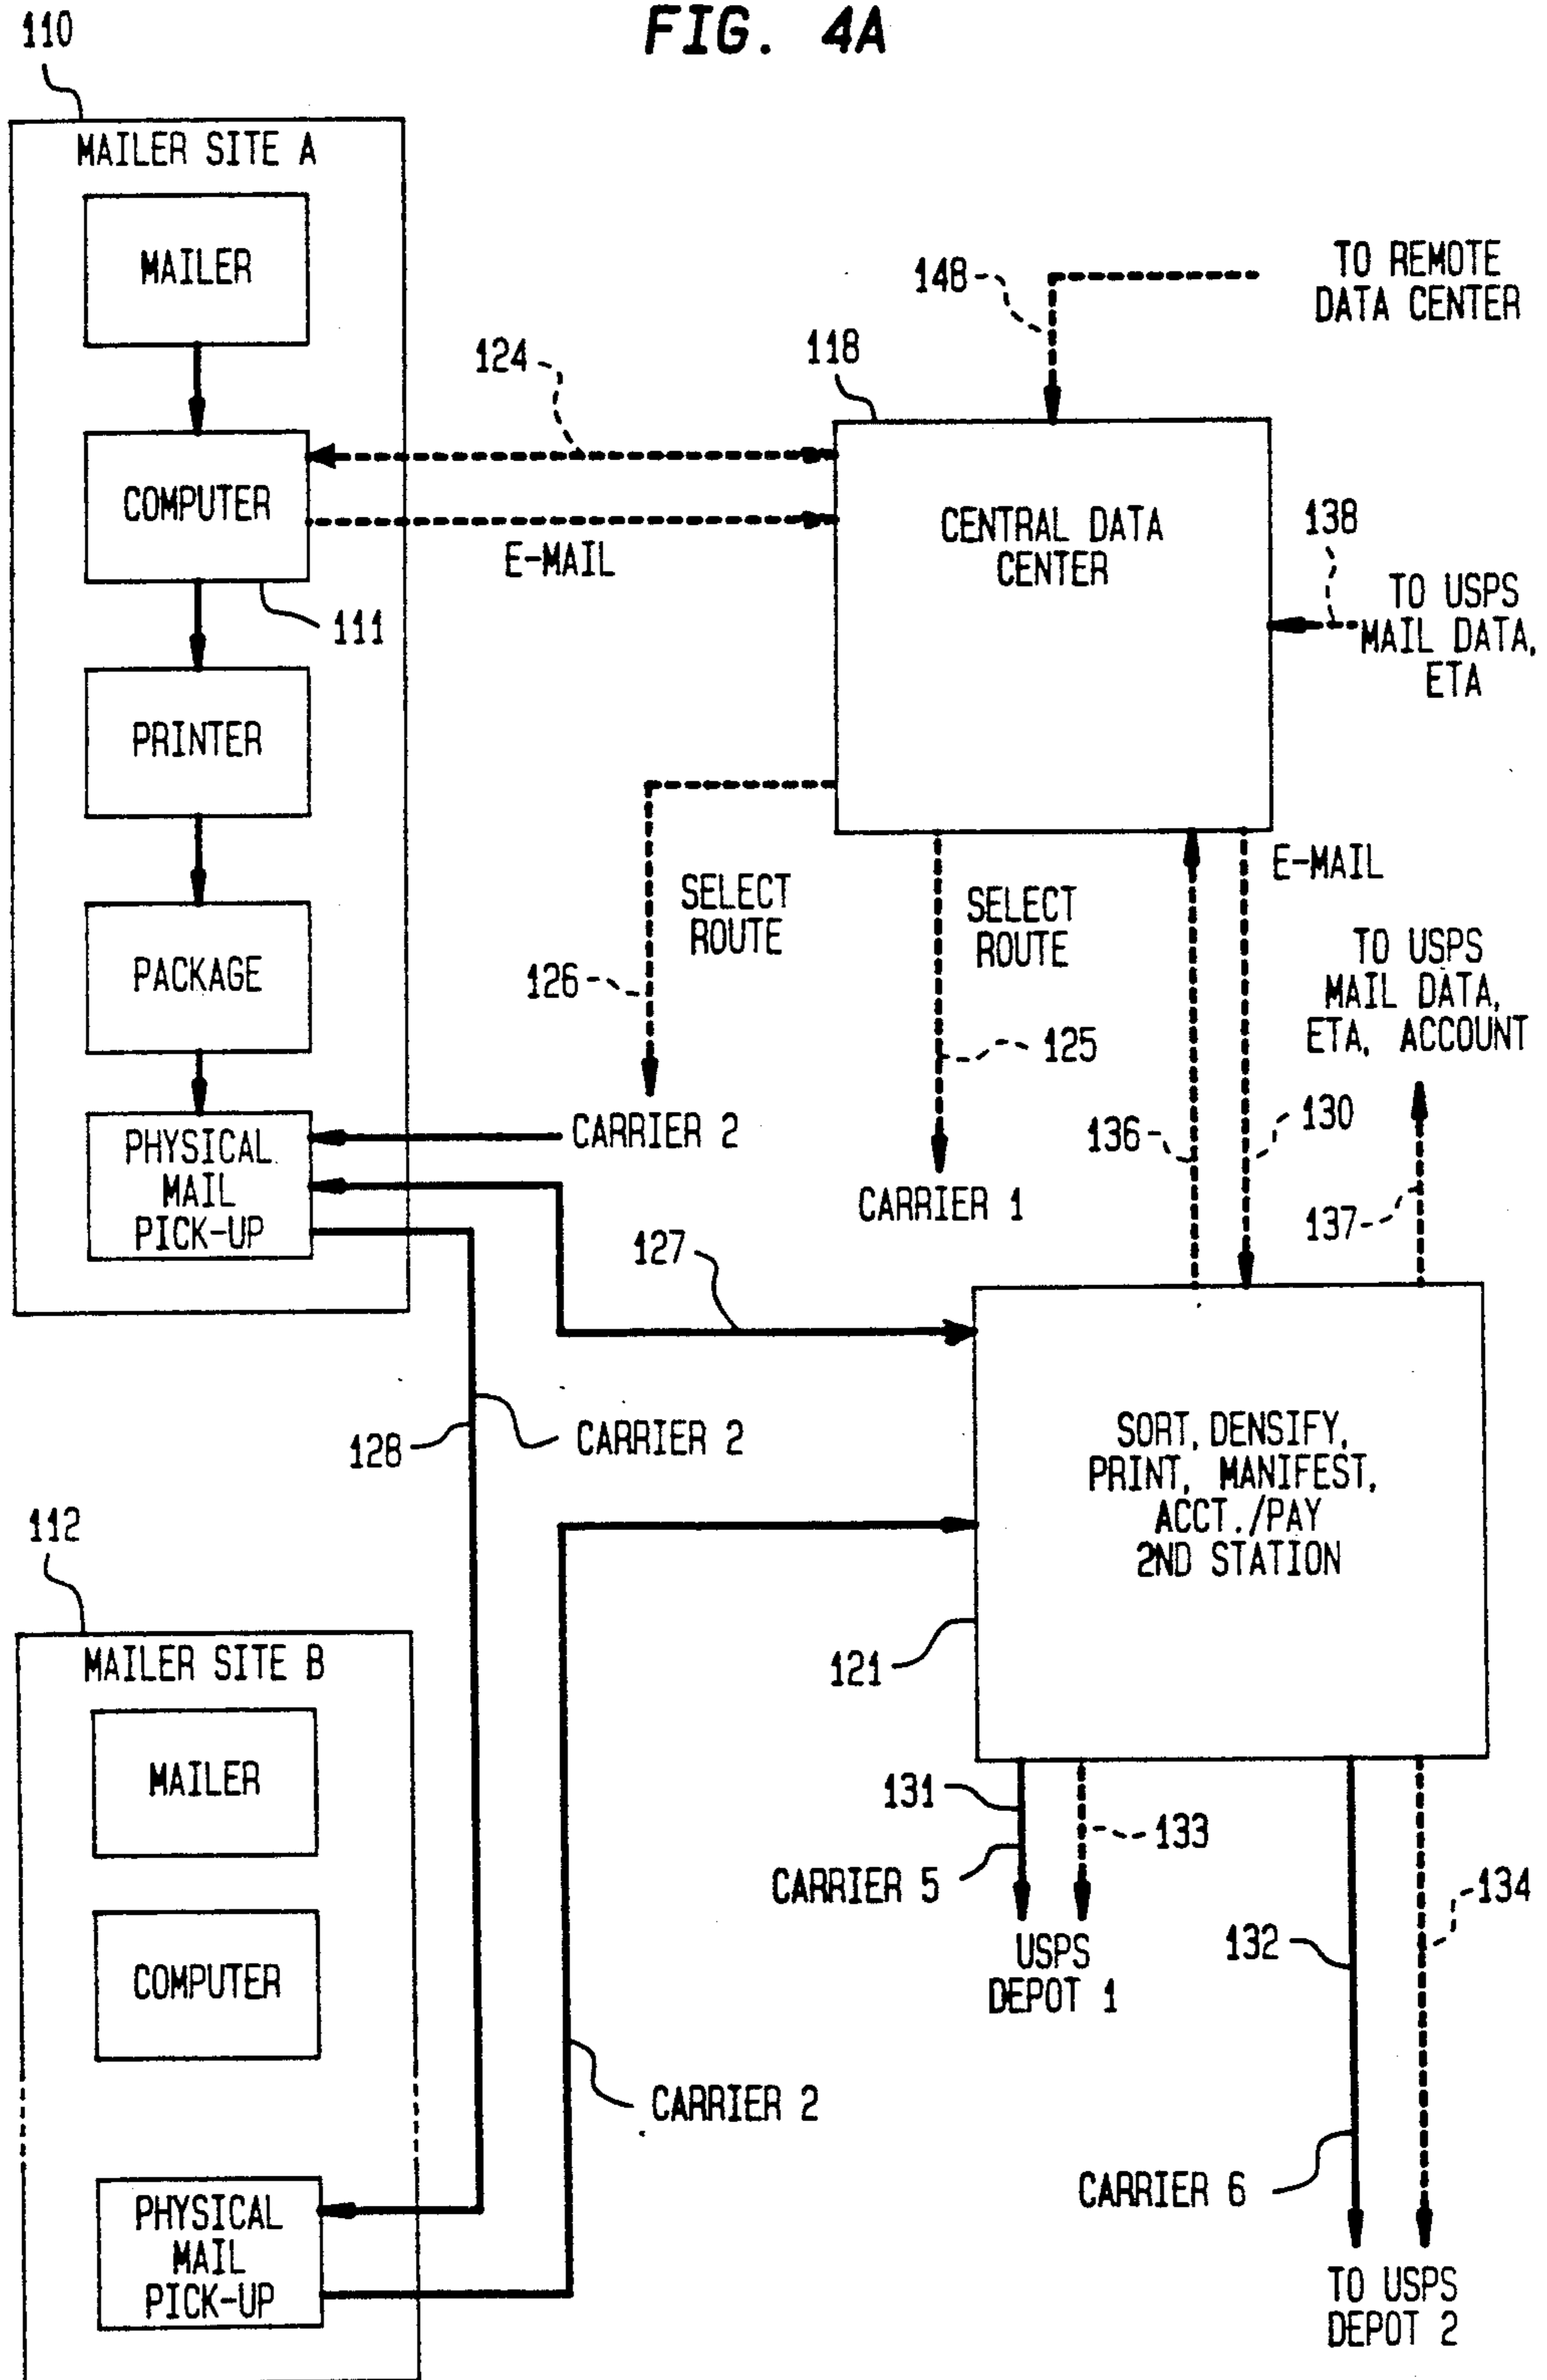 FIG. 4A
110
MAILER SITE A
MAILER
COMPUTER
111
PRINTER
PACKAGE
PHYSICAL
MAIL
PICK-UP
124
E-MAIL
148
TO REMOTE
DATA CENTER
118
CENTRAL DATA
CENTER
138
TO USPS
MAIL DATA,
ETA
SELECT
ROUTE
126
CARRIER 2
SELECT
ROUTE
125
CARRIER 1
E-MAIL
136
130
TO USPS
MAIL DATA,
ETA, ACCOUNT
137
127
128
CARRIER 2
SORT, DENSIFY,
PRINT, MANIFEST,
ACCT./PAY
2ND STATION
121
112
MAILER SITE B
MAILER
COMPUTER
PHYSICAL
MAIL
PICK-UP
CARRIER 2
131
133
CARRIER 5
USPS
DEPOT 1
132
134
CARRIER 6
TO USPS
DEPOT 2